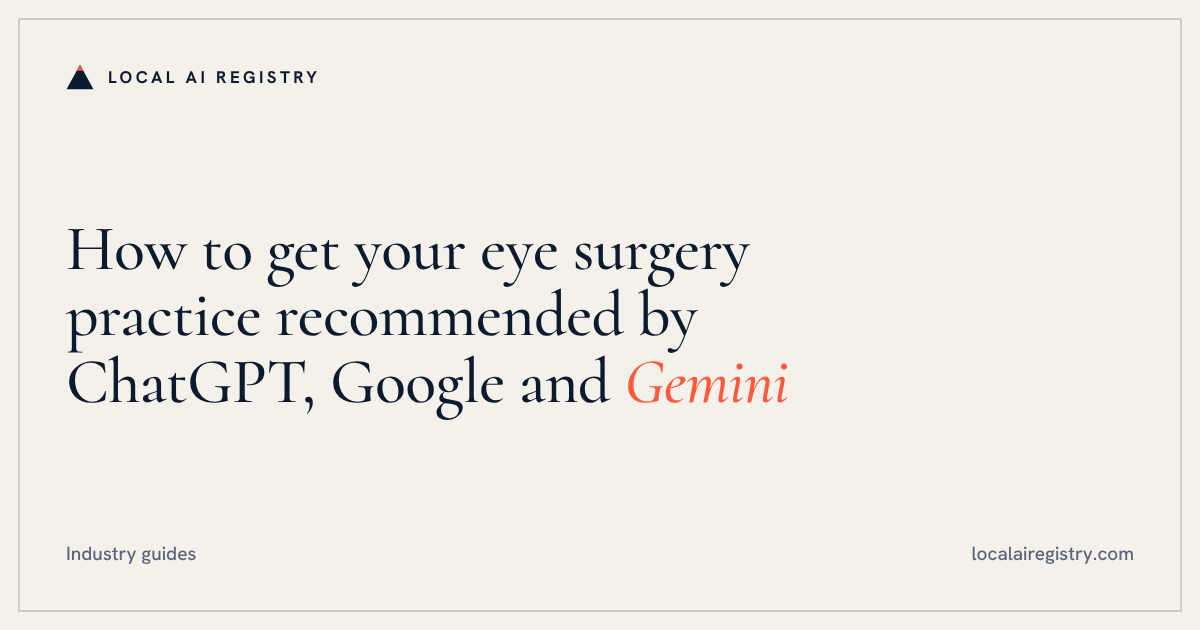 LOCAL AI REGISTRY
How to get your eye surgery
practice recommended by
ChatGPT, Google and Gemini
Industry guides
localairegistry.com